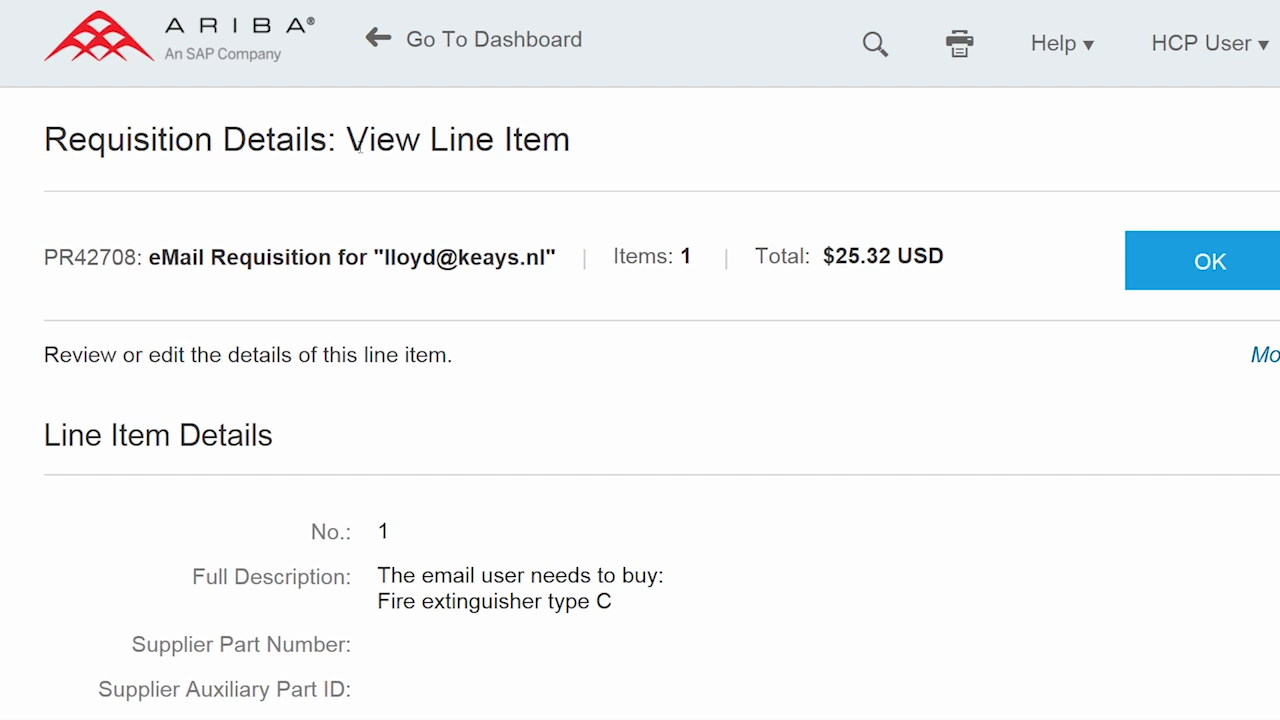 ARIBA®
An SAP Company
Go To Dashboard
Help
HCP User
Requisition Details: View Line Item
PR42708: eMail Requisition for "lloyd@keays.nl" | Items: 1 | Total: $25.32 USD
OK
Review or edit the details of this line item.
Mo
Line Item Details
No.: 1
Full Description: The email user needs to buy:
Fire extinguisher type C
Supplier Part Number:
Supplier Auxiliary Part ID: